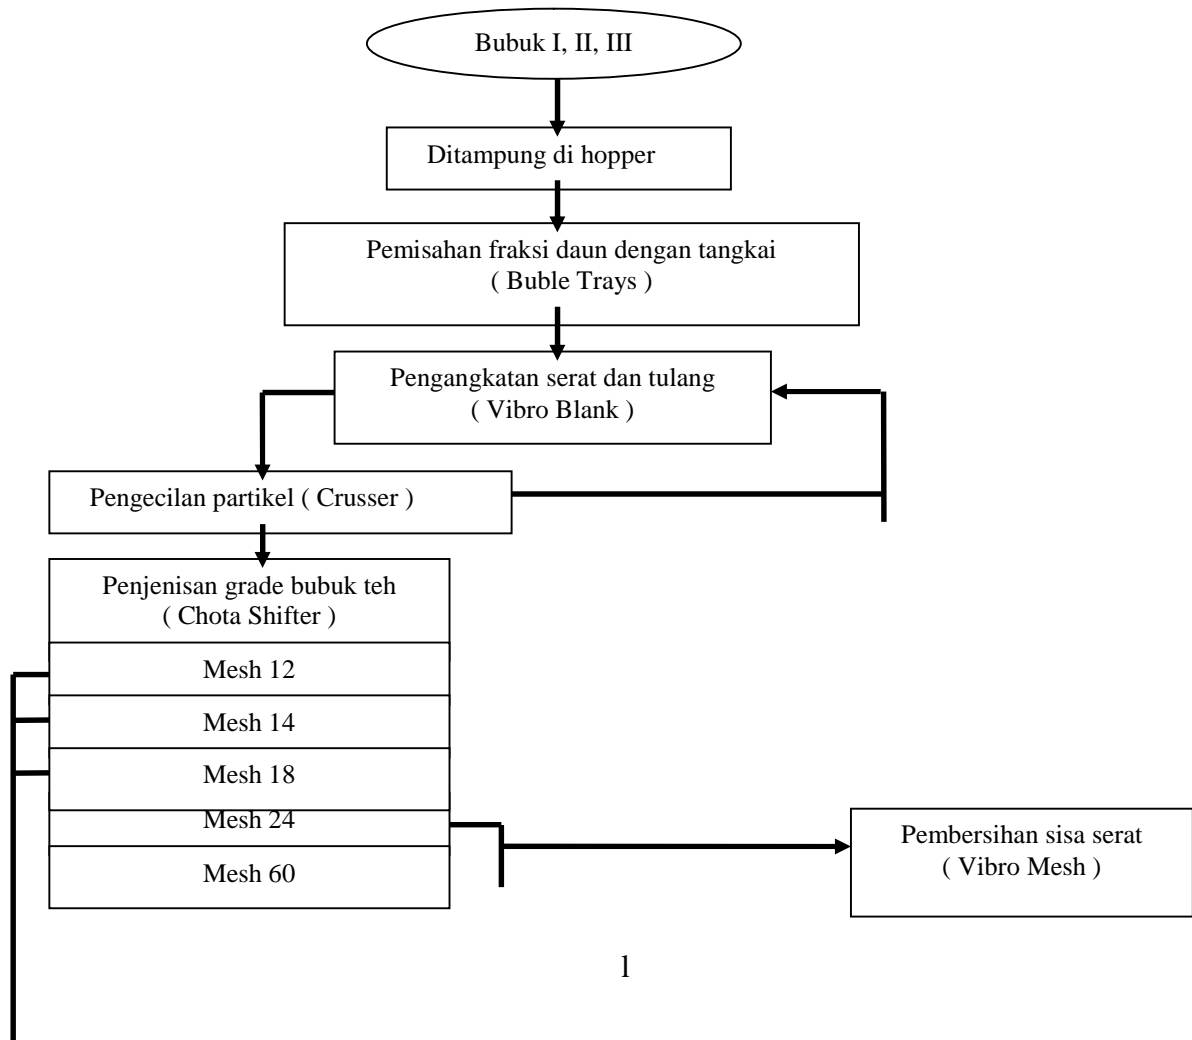 Bubuk I, II, III
Ditampung di hopper
Pemisahan fraksi daun dengan tangkai
( Buble Trays )
Pengangkatan serat dan tulang
( Vibro Blank )
Pengecilan partikel ( Crusser )
Penjenisan grade bubuk teh
( Chota Shifter )
Mesh 12
Mesh 14
Mesh 18
Mesh 24
Mesh 60
Pembersihan sisa serat
( Vibro Mesh )
l